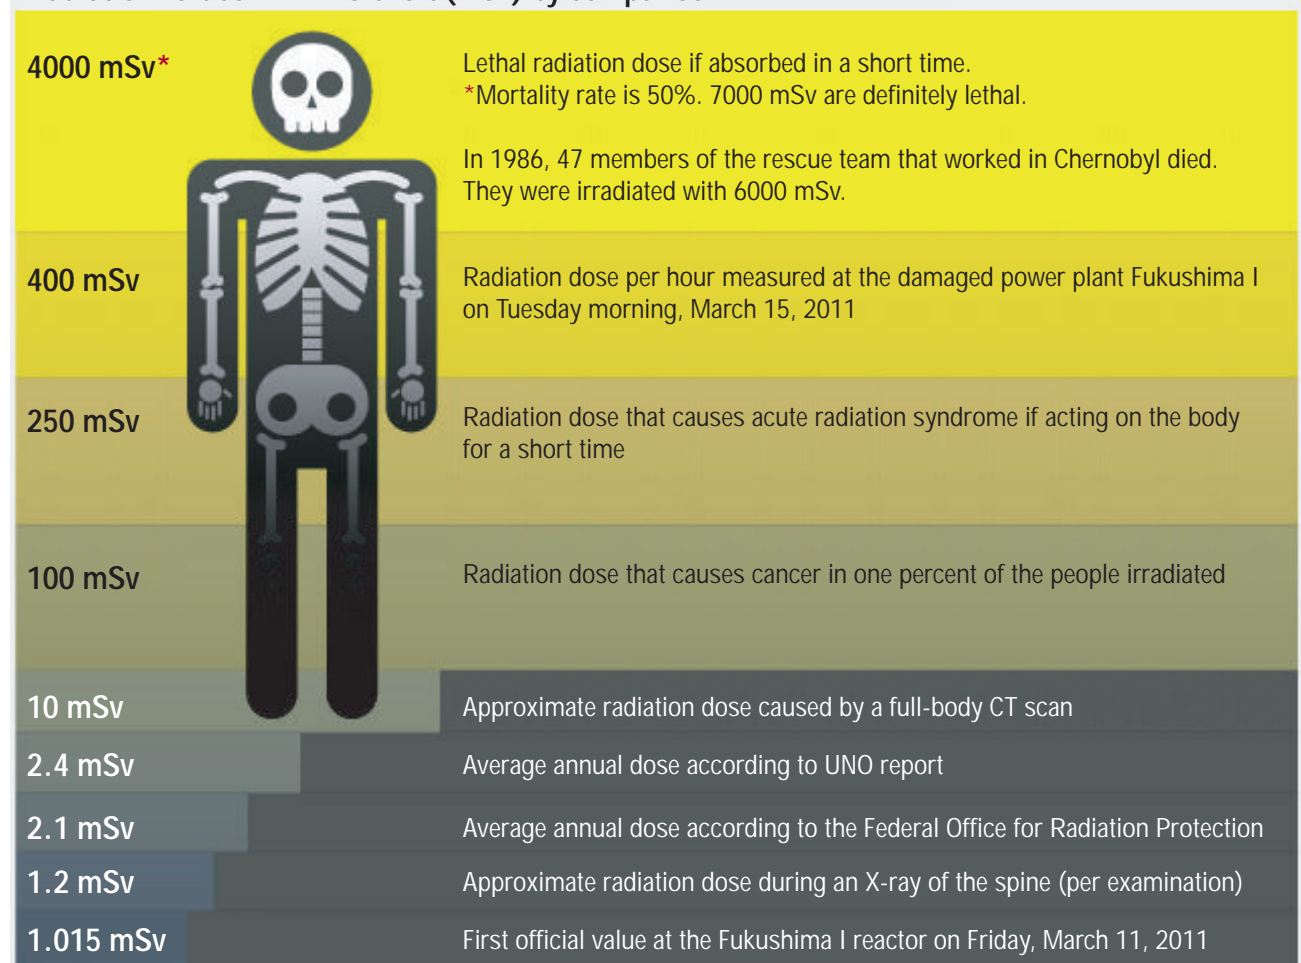 4000 mSv*
Lethal radiation dose if absorbed in a short time.
*Mortality rate is 50%. 7000 mSv are definitely lethal.
In 1986, 47 members of the rescue team that worked in Chernobyl died.
They were irradiated with 6000 mSv.
400 mSv
Radiation dose per hour measured at the damaged power plant Fukushima I
on Tuesday morning, March 15, 2011
250 mSv
Radiation dose that causes acute radiation syndrome if acting on the body
for a short time
100 mSv
Radiation dose that causes cancer in one percent of the people irradiated
10 mSv
Approximate radiation dose caused by a full-body CT scan
2.4 mSv
Average annual dose according to UNO report
2.1 mSv
Average annual dose according to the Federal Office for Radiation Protection
1.2 mSv
Approximate radiation dose during an X-ray of the spine (per examination)
1.015 mSv
First official value at the Fukushima I reactor on Friday, March 11, 2011